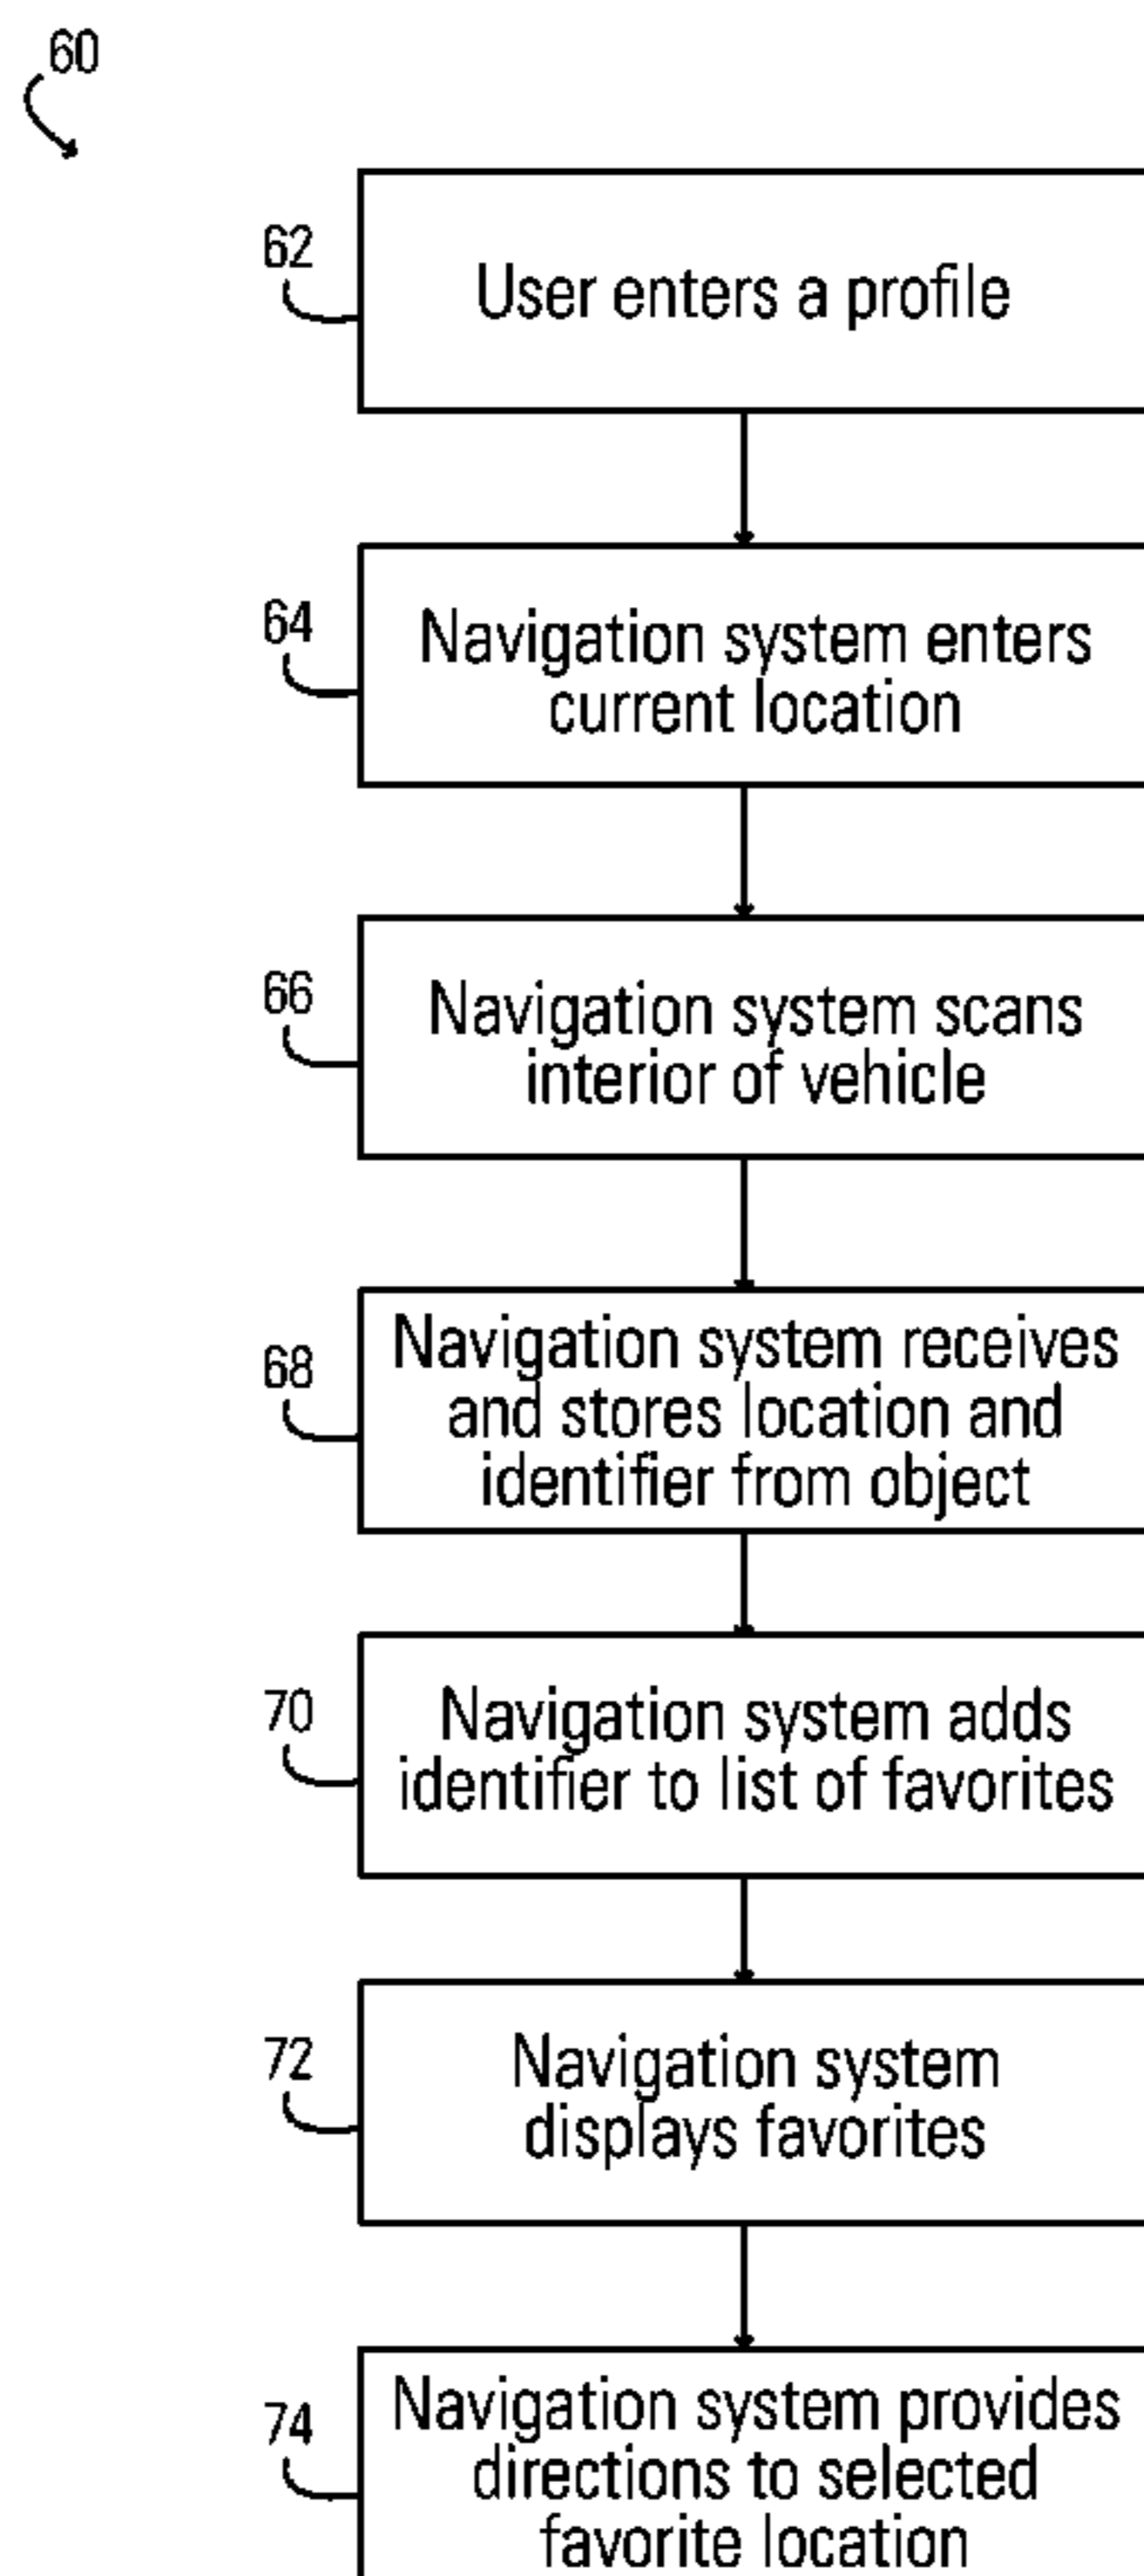 60
62
User enters a profile
64
Navigation system enters
current location
66
Navigation system scans
interior of vehicle
68
Navigation system receives
and stores location and
identifier from object
70
Navigation system adds
identifier to list of favorites
72
Navigation system
displays favorites
74
Navigation system provides
directions to selected
favorite location